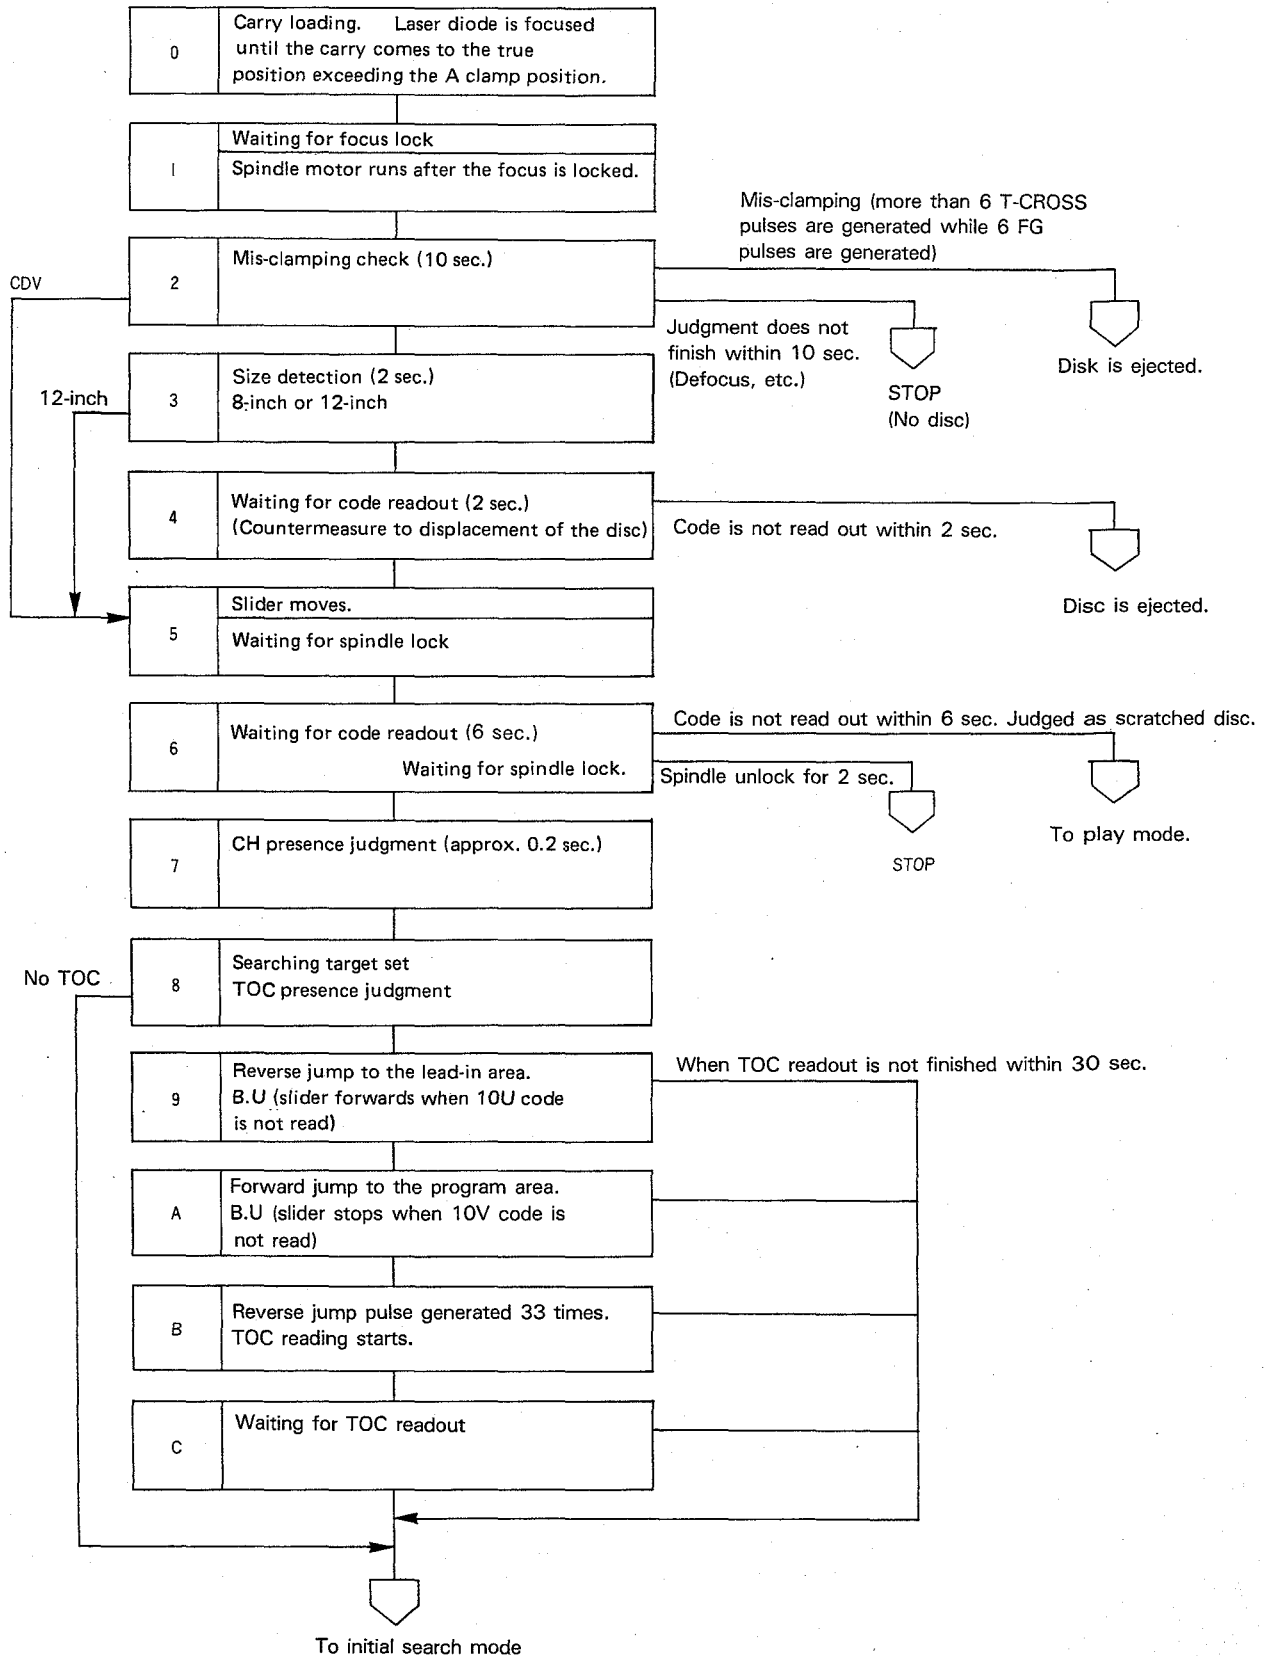 0
Carry loading. Laser diode is focused
until the carry comes to the true
position exceeding the A clamp position.
1
Waiting for focus lock
Spindle motor runs after the focus is locked.
Mis-clamping (more than 6 T-CROSS
pulses are generated while 6 FG
pulses are generated)
CDV
2
Mis-clamping check (10 sec.)
Judgment does not
finish within 10 sec.
(Defocus, etc.)
STOP
(No disc)
Disk is ejected.
12-inch
3
Size detection (2 sec.)
8-inch or 12-inch
4
Waiting for code readout (2 sec.)
(Countermeasure to displacement of the disc)
Code is not read out within 2 sec.
Disc is ejected.
5
Slider moves.
Waiting for spindle lock
6
Waiting for code readout (6 sec.)
Waiting for spindle lock.
Code is not read out within 6 sec. Judged as scratched disc.
Spindle unlock for 2 sec.
To play mode.
STOP
7
CH presence judgment (approx. 0.2 sec.)
No TOC
8
Searching target set
TOC presence judgment
9
Reverse jump to the lead-in area.
B.U (slider forwards when 10U code
is not read)
When TOC readout is not finished within 30 sec.
A
Forward jump to the program area.
B.U (slider stops when 10V code is
not read)
B
Reverse jump pulse generated 33 times.
TOC reading starts.
C
Waiting for TOC readout
To initial search mode